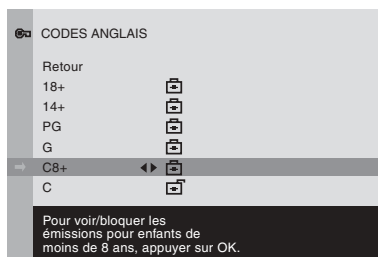 CODES ANGLAIS
Retour
18+
14+
PG
G
C8+
C
Pour voir/bloquer les
émissions pour enfants de
moins de 8 ans, appuyer sur OK.